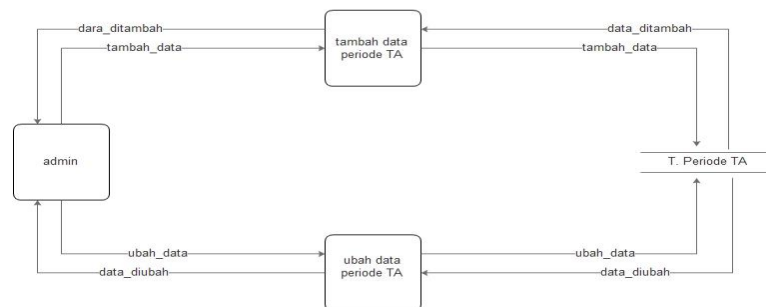 dara_ditambah
tambah_data
tambah data
periode TA
data_ditambah
tambah_data
admin
T. Periode TA
ubah_data
data_diubah
ubah data
periode TA
ubah_data
data_diubah